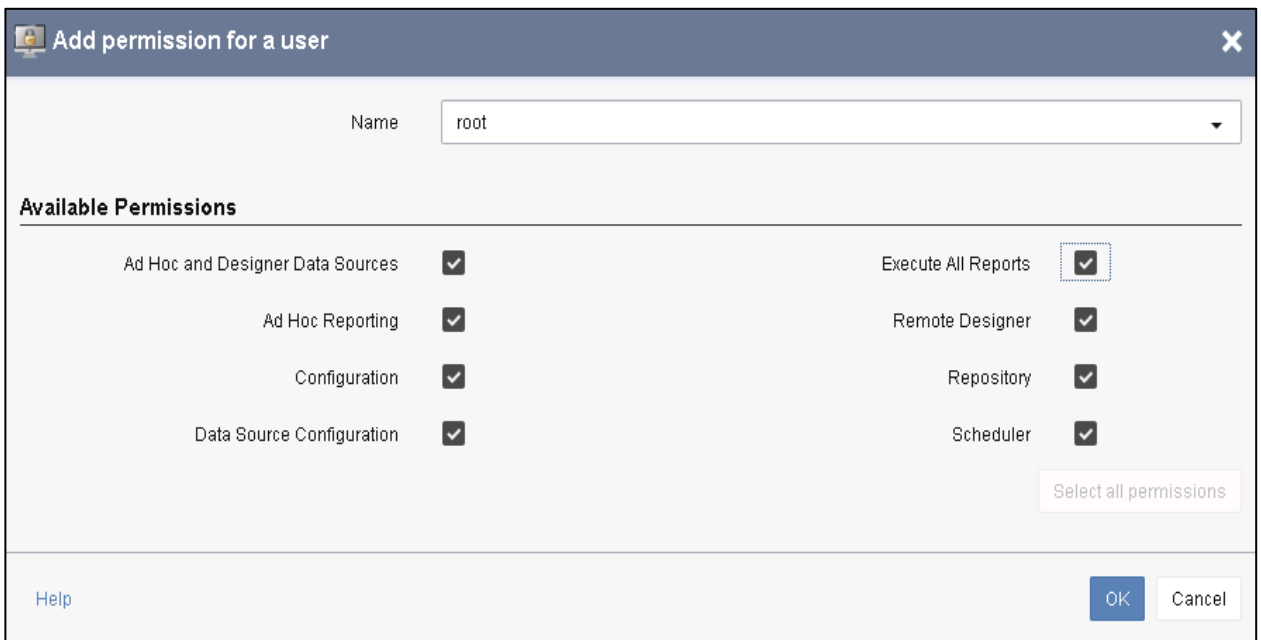 Add permission for a user
Name root
Available Permissions
Ad Hoc and Designer Data Sources Execute All Reports
Ad Hoc Reporting Remote Designer
Configuration Repository
Data Source Configuration Scheduler
Select all permissions
Help OK Cancel